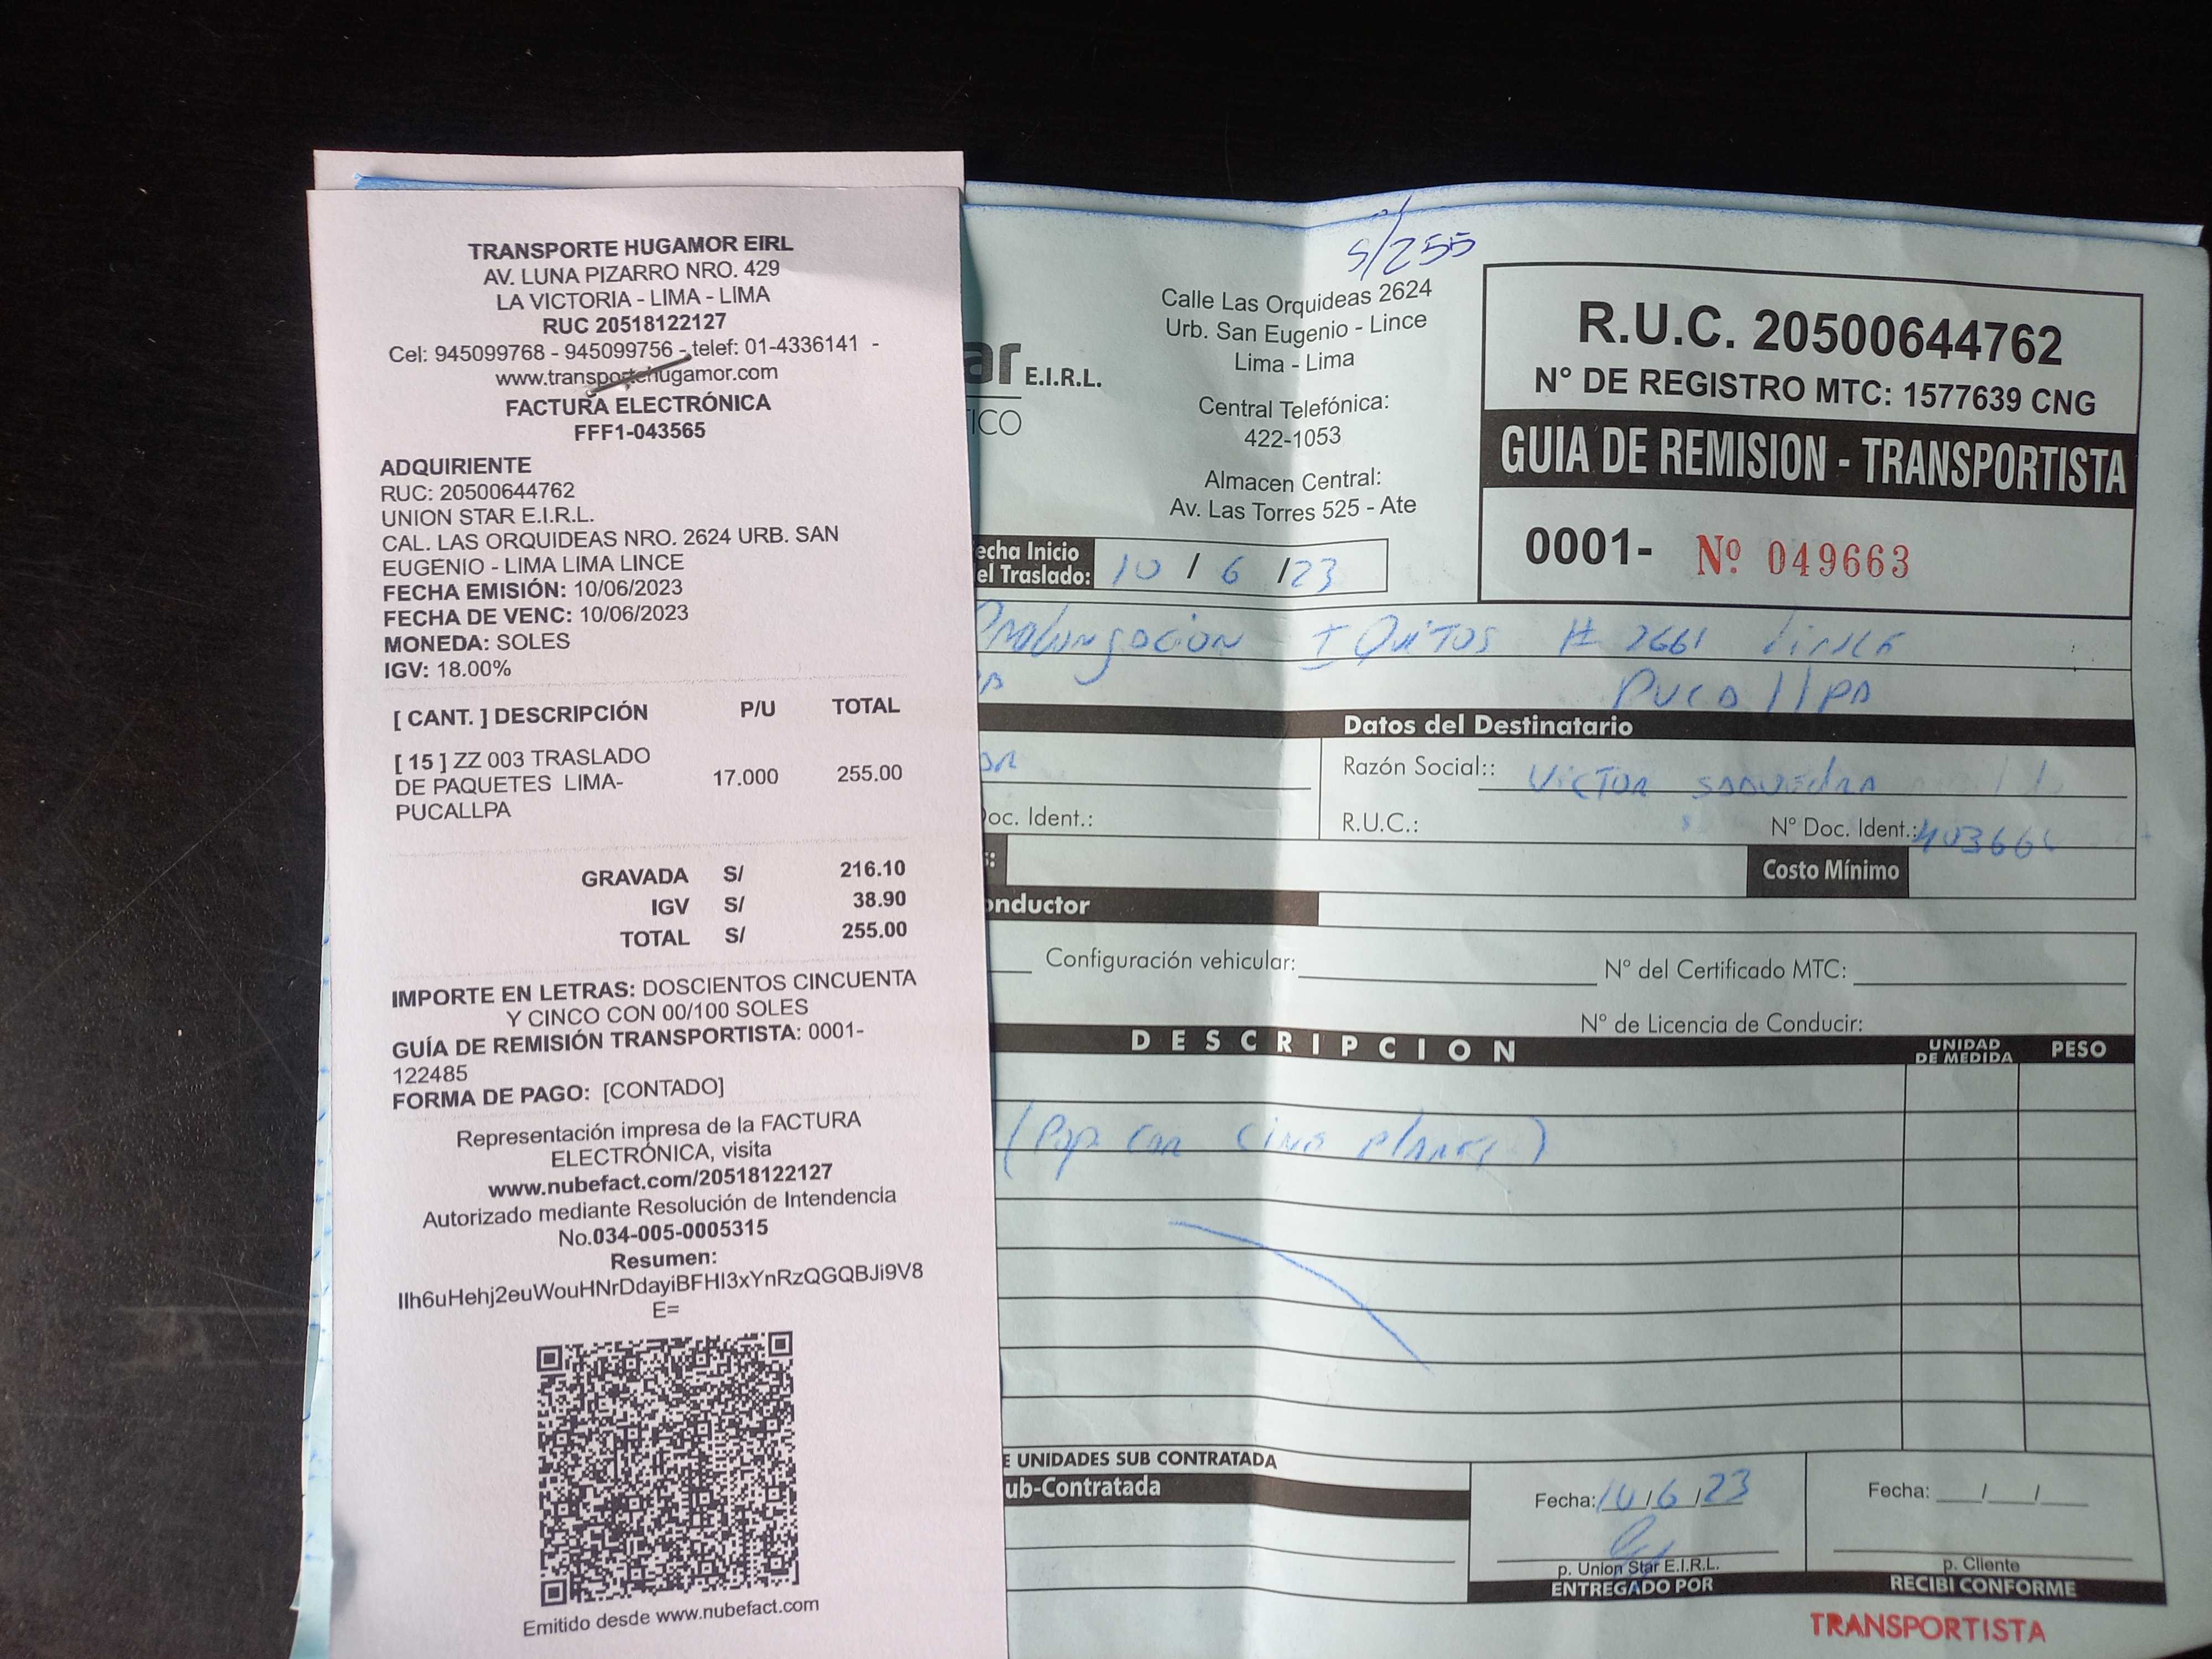 TRANSPORTE HUGAMOR EIRL
AV. LUNA PIZARRO NRO. 429
LA VICTORIA - LIMA - LIMA
RUC 20518122127
Cel: 945099768 - 945099756 - telef: 01-4336141 -
www.transportehugamor.com
FACTURA ELECTRÓNICA
FFF1-043565
ADQUIRIENTE
RUC: 20500644762
UNION STAR E.I.R.L.
CAL. LAS ORQUIDEAS NRO. 2624 URB. SAN
EUGENIO - LIMA LIMA LINCE
FECHA EMISIÓN: 10/06/2023
FECHA DE VENC: 10/06/2023
MONEDA: SOLES
IGV: 18.00%
[ CANT. ] DESCRIPCIÓN P/U TOTAL
[ 15 ] ZZ 003 TRASLADO
DE PAQUETES LIMA- 17.000 255.00
PUCALLPA
GRAVADA S/ 216.10
IGV S/ 38.90
TOTAL S/ 255.00
IMPORTE EN LETRAS: DOSCIENTOS CINCUENTA
Y CINCO CON 00/100 SOLES
GUÍA DE REMISIÓN TRANSPORTISTA: 0001-
122485
FORMA DE PAGO: [CONTADO]
Representación impresa de la FACTURA
ELECTRÓNICA, visita
www.nubefact.com/20518122127
Autorizado mediante Resolución de Intendencia
No.034-005-0005315
Resumen:
IIh6uHehj2euWouHNrDdayiBFHI3xYnRzQGQBJi9V8
E=
Emitido desde www.nubefact.com
S/255
ar E.I.R.L.
ICO
Calle Las Orquideas 2624
Urb. San Eugenio - Lince
Lima - Lima
Central Telefónica:
422-1053
Almacen Central:
Av. Las Torres 525 - Ate
R.U.C. 20500644762
N° DE REGISTRO MTC: 1577639 CNG
GUIA DE REMISION - TRANSPORTISTA
0001- Nº 049663
echa Inicio
el Traslado: 10 / 6 / 23
Prolongacion IQuitos # 2661 Lince
Pucallpa
Datos del Destinatario
Razón Social:: Victor Saavedra
oc. Ident.:
R.U.C.: N° Doc. Ident.: 40366
Costo Mínimo
onductor
Configuración vehicular: N° del Certificado MTC:
N° de Licencia de Conducir:
DESCRIPCION UNIDAD DE MEDIDA PESO
(Pop Cine planet)
E UNIDADES SUB CONTRATADA
ub-Contratada
Fecha: 10/6/23
p. Union Star E.I.R.L.
ENTREGADO POR
Fecha: / /
p. Cliente
RECIBI CONFORME
TRANSPORTISTA